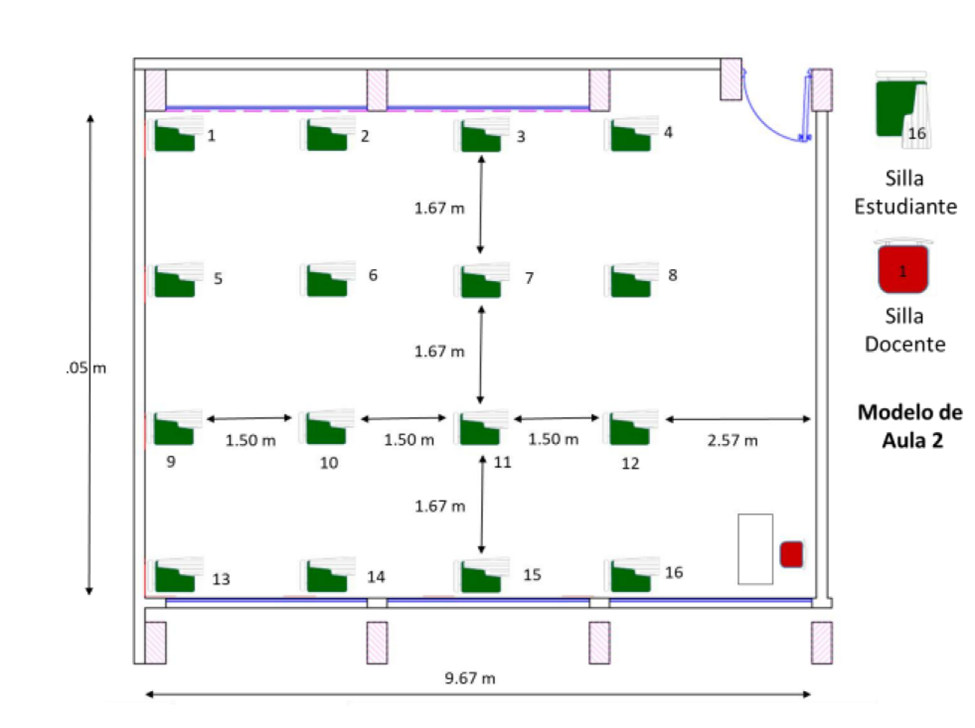 1
2
3
4
16
Silla
Estudiante
1.67 m
5
6
7
8
1
Silla
Docente
1.67 m
.05 m
Modelo de
Aula 2
1.50 m
1.50 m
1.50 m
2.57 m
9
10
11
12
1.67 m
13
14
15
16
9.67 m